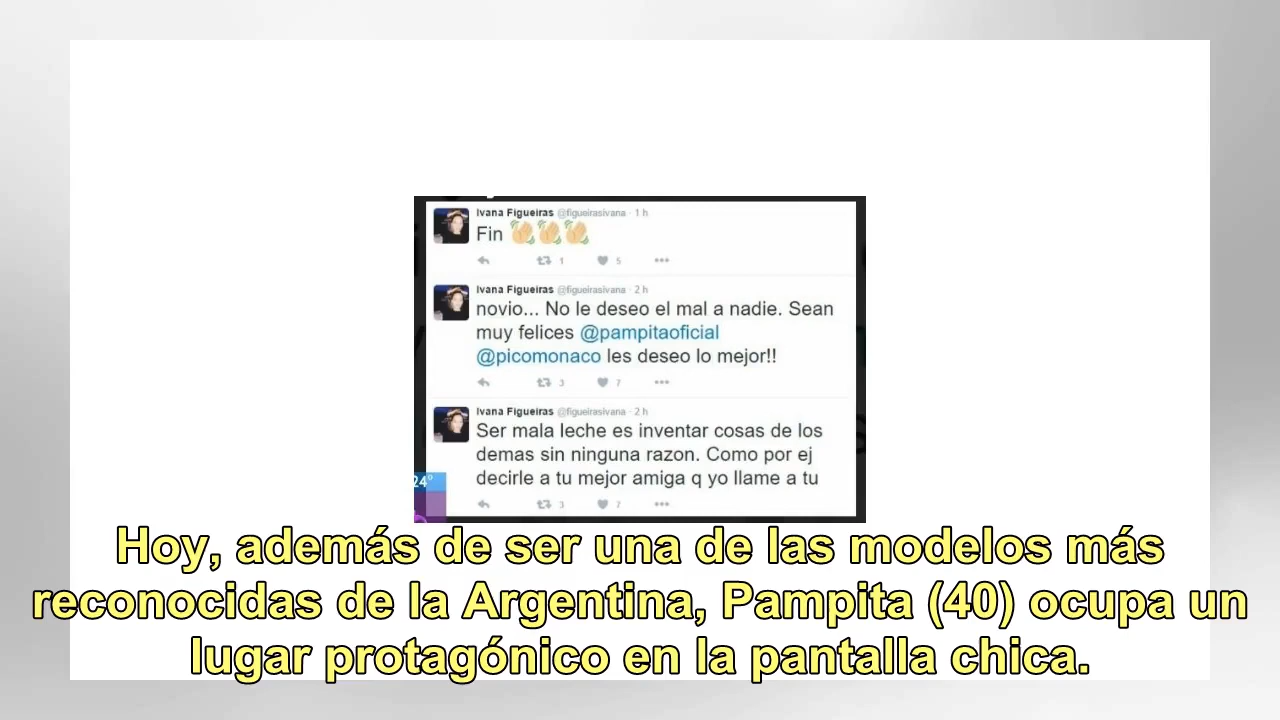 Ivana Figueiras @figueirasivana · 1 h
Fin 👏👏👏
1 5
Ivana Figueiras @figueirasivana · 2 h
novio... No le deseo el mal a nadie. Sean
muy felices @pampitaoficial
@picomonaco les deseo lo mejor!!
3 7
Ivana Figueiras @figueirasivana · 2 h
Ser mala leche es inventar cosas de los
demas sin ninguna razon. Como por ej
decirle a tu mejor amiga q yo llame a tu
3 7
24°
Hoy, además de ser una de las modelos más
reconocidas de la Argentina, Pampita (40) ocupa un
lugar protagónico en la pantalla chica.